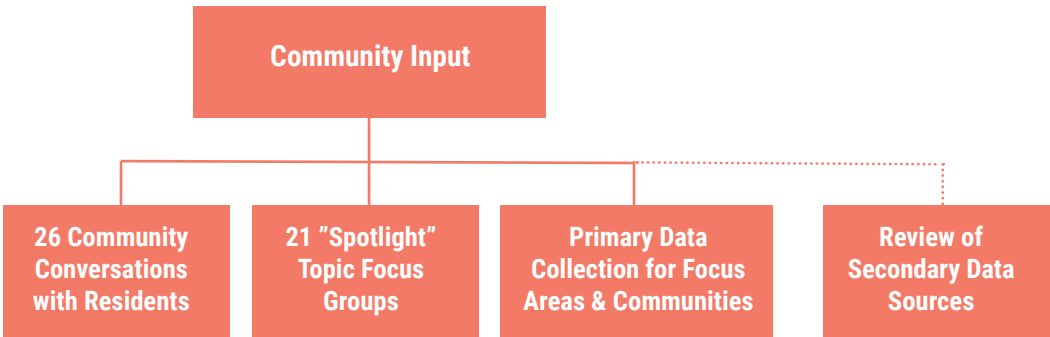 Community Input
26 Community
Conversations
with Residents
21 ”Spotlight”
Topic Focus
Groups
Primary Data
Collection for Focus
Areas & Communities
Review of
Secondary Data
Sources